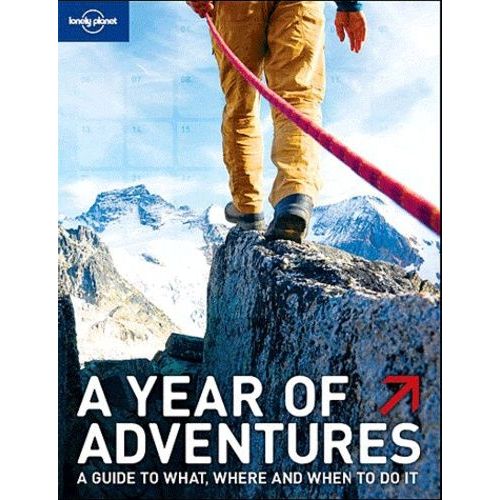 lonely planet
A YEAR OF
ADVENTURES
A GUIDE TO WHAT, WHERE AND WHEN TO DO IT